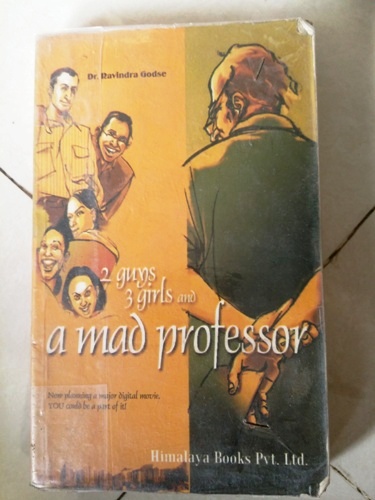 Dr. Ravindra Godse
2 guys
3 girls and
a mad professor
Now planning a major digital movie.
YOU could be a part of it!
Himalaya Books Pvt. Ltd.